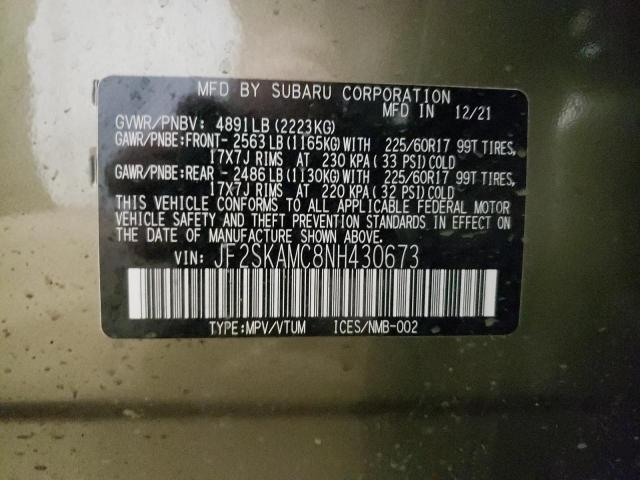 MFD BY SUBARU CORPORATION
MFD IN 12/21
GVWR/PNBV: 4891LB (2223KG)
GAWR/PNBE:FRONT- 2563LB (1165KG)WITH 225/60R17 99T TIRES,
17X7J RIMS AT 230 KPA (33 PSI)COLD
GAWR/PNBE:REAR - 2486LB (1130KG)WITH 225/60R17 99T TIRES,
17X7J RIMS AT 220 KPA (32 PSI)COLD
THIS VEHICLE CONFORMS TO ALL APPLICABLE FEDERAL MOTOR
VEHICLE SAFETY AND THEFT PREVENTION STANDARDS IN EFFECT ON
THE DATE OF MANUFACTURE SHOWN ABOVE.
VIN: JF2SKAMC8NH430673
TYPE:MPV/VTUM ICES/NMB-002